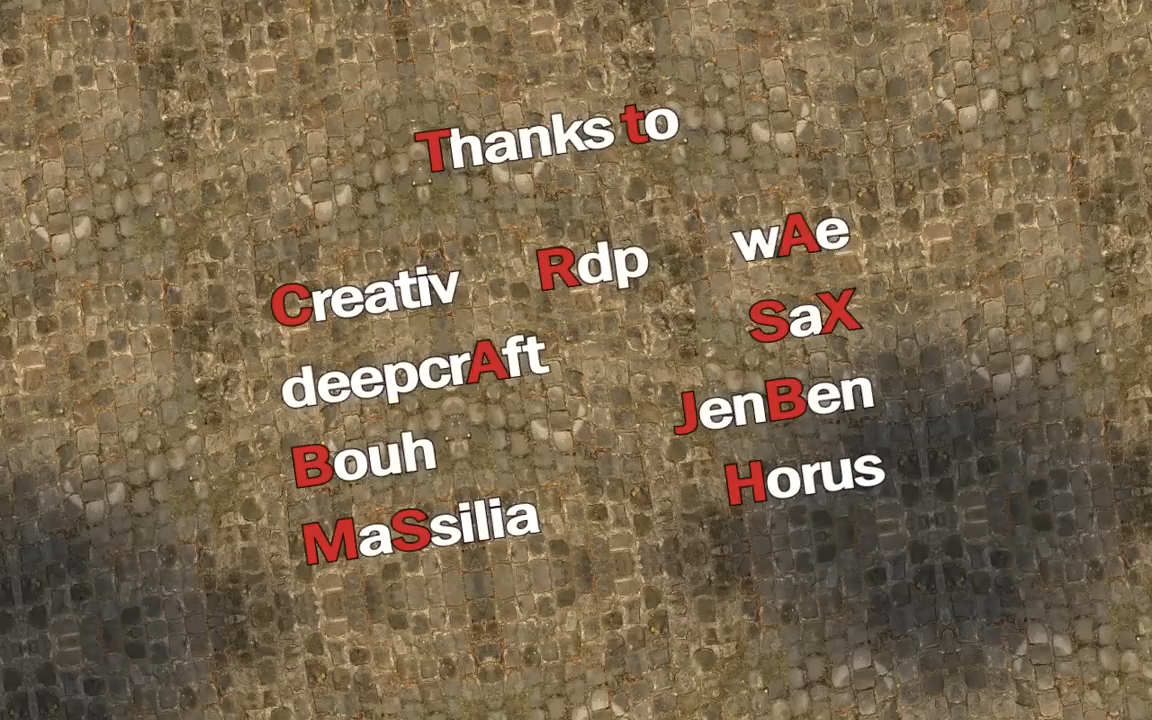 Thanks to
Creativ Rdp wAe
deepcrAft SaX
Bouh JenBen
MaSsilia Horus